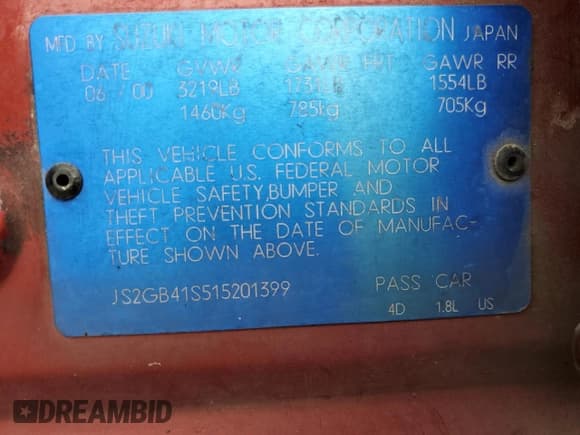 MFD BY SUZUKI MOTOR CORPORATION JAPAN
DATE GVWR GAWR FRT GAWR RR
06 / 00 3219LB 1731LB 1554LB
1460Kg 785Kg 705Kg
THIS VEHICLE CONFORMS TO ALL
APPLICABLE U.S. FEDERAL MOTOR
VEHICLE SAFETY,BUMPER AND
THEFT PREVENTION STANDARDS IN
EFFECT ON THE DATE OF MANUFAC-
TURE SHOWN ABOVE.
JS2GB41S515201399 PASS CAR
4D 1.8L US
DREAMBID